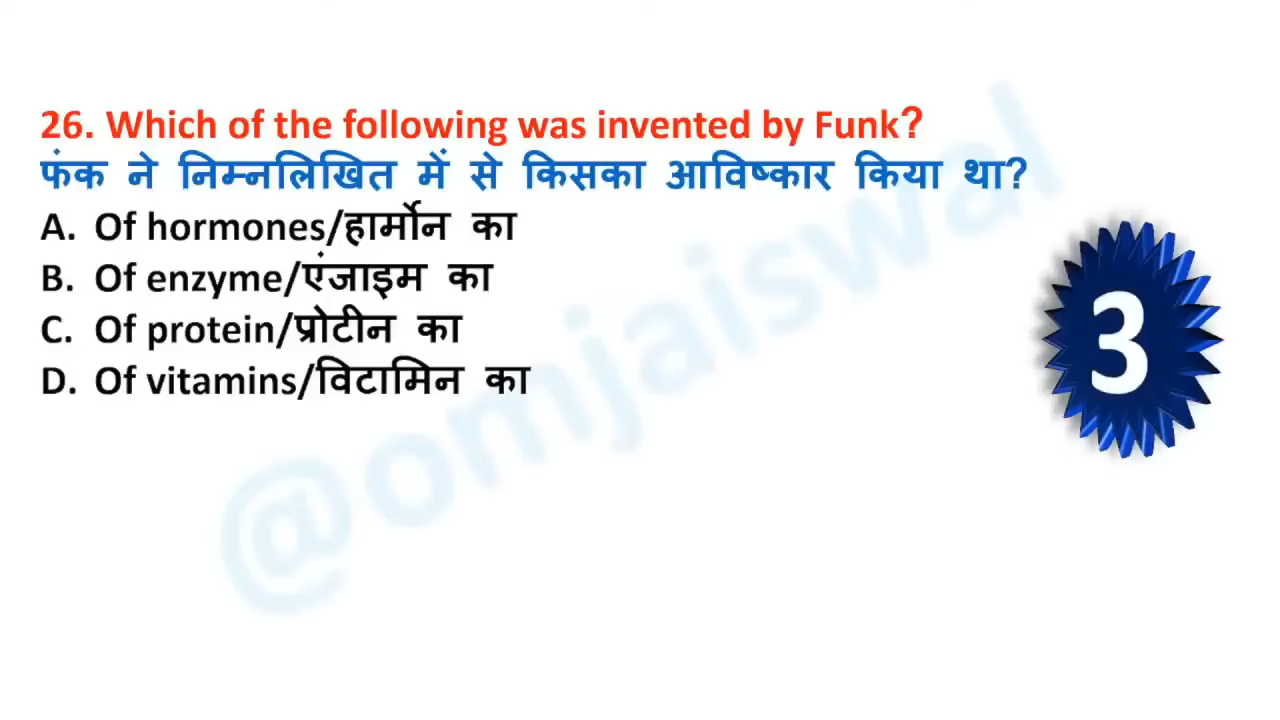 26. Which of the following was invented by Funk?
फंक ने निम्नलिखित में से किसका आविष्कार किया था?
A. Of hormones/हार्मोन का
B. Of enzyme/एंजाइम का
C. Of protein/प्रोटीन का
D. Of vitamins/विटामिन का
3
@omjaiswal